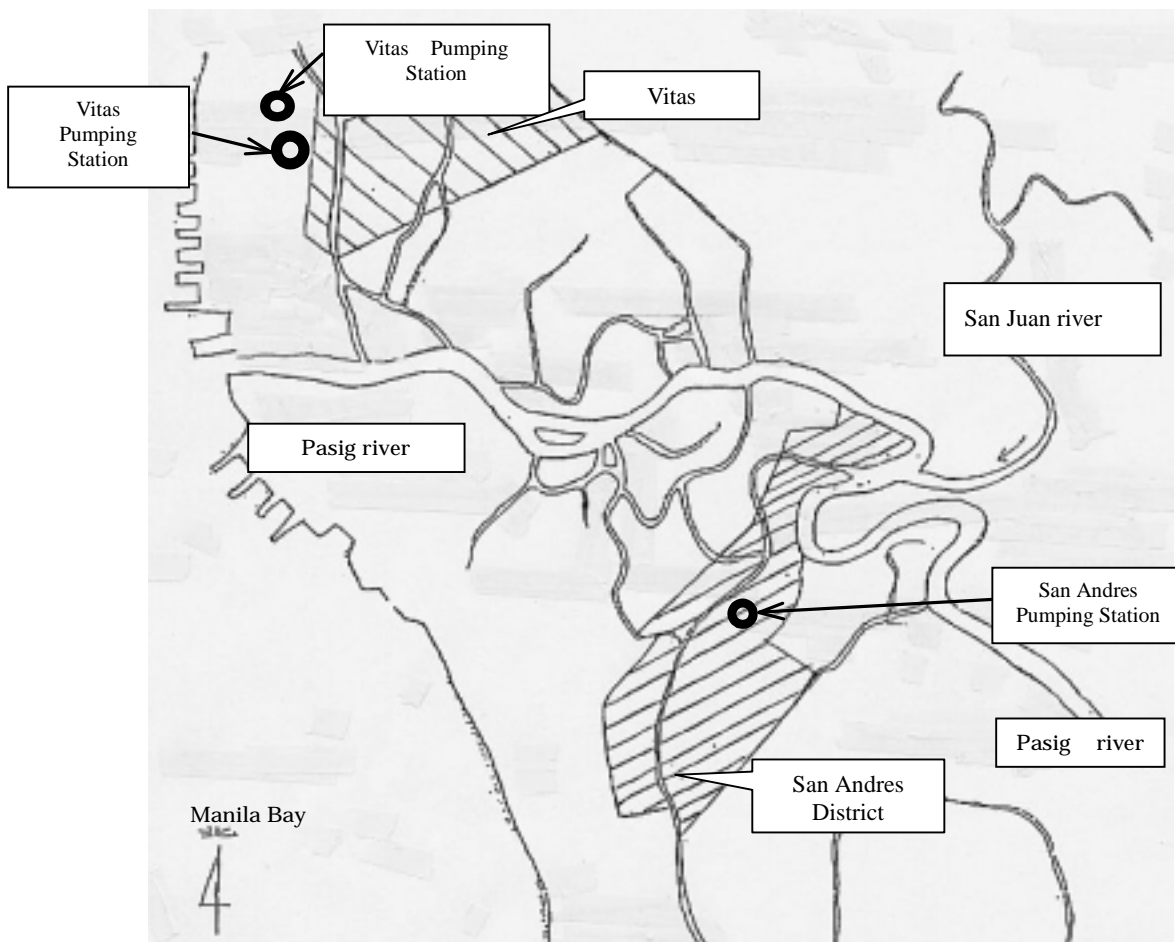 Vitas Pumping
Station
Vitas
Pumping
Station
Vitas
San Juan river
Pasig river
San Andres
Pumping Station
Pasig river
San Andres
District
Manila Bay